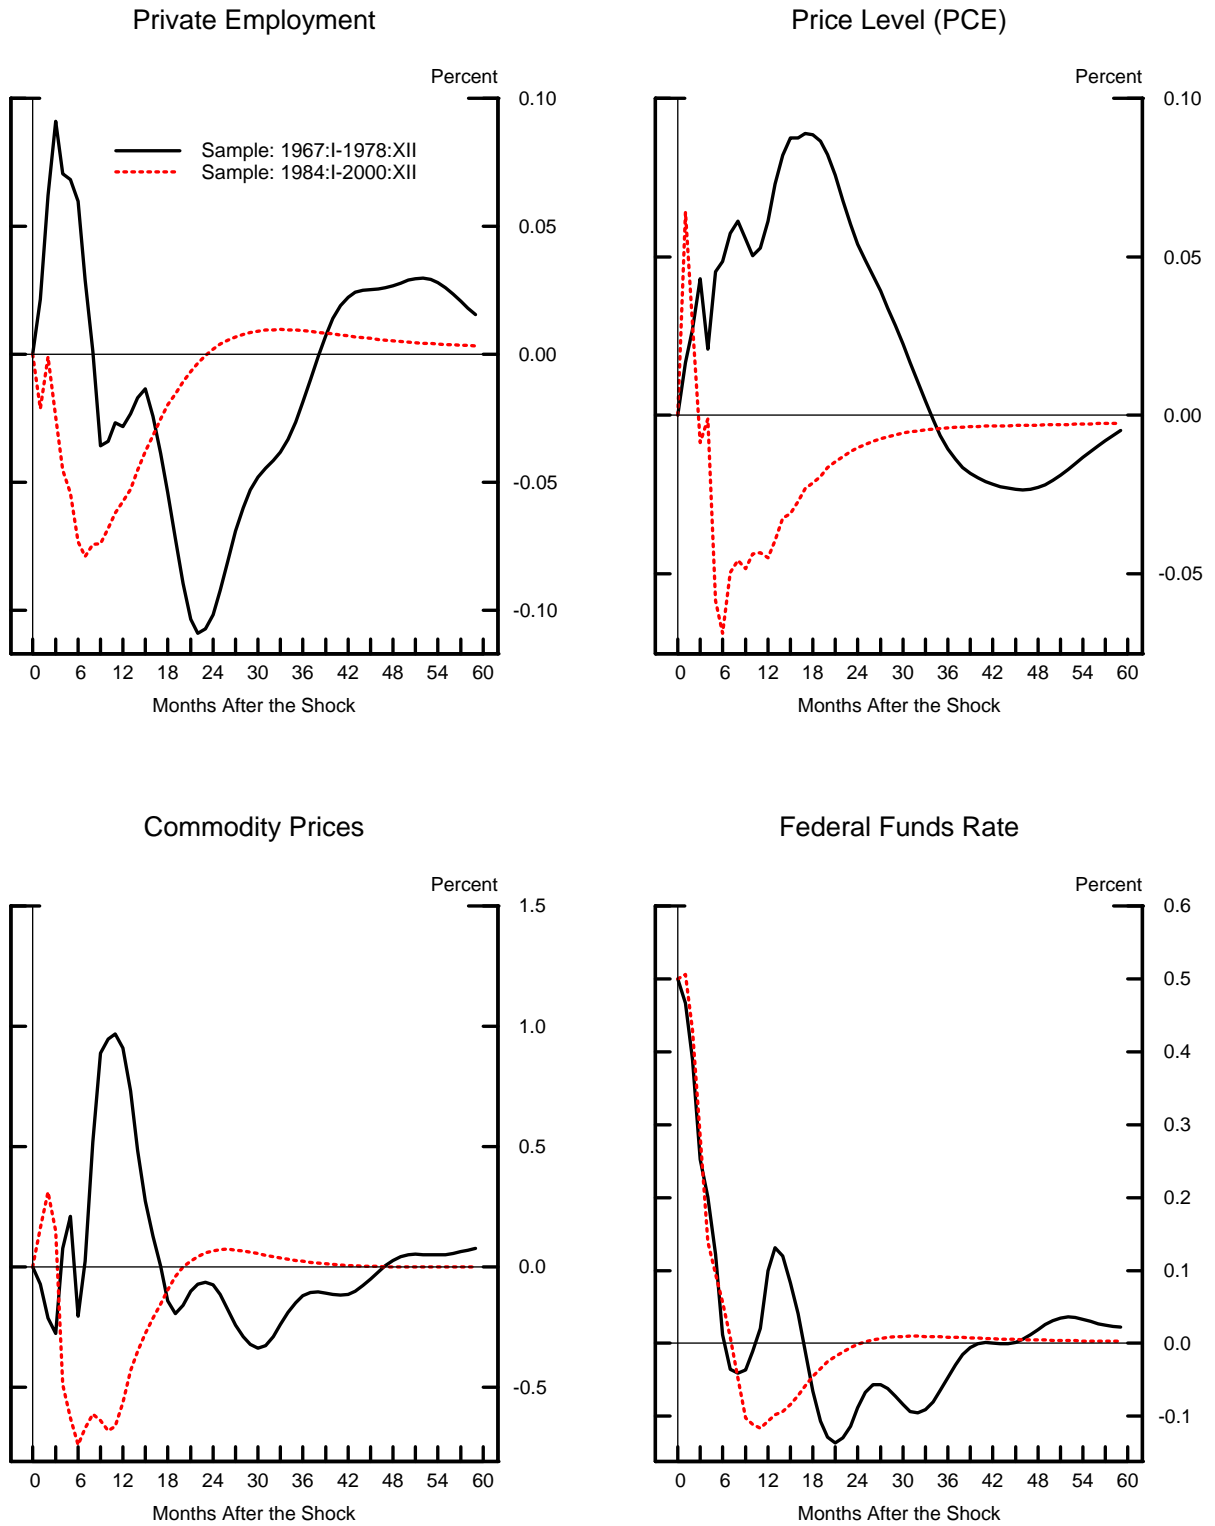 Private Employment
Percent
0.10
0.05
0.00
-0.05
-0.10
Sample: 1967:I-1978:XII
Sample: 1984:I-2000:XII
0 6 12 18 24 30 36 42 48 54 60
Months After the Shock
Price Level (PCE)
Percent
0.10
0.05
0.00
-0.05
0 6 12 18 24 30 36 42 48 54 60
Months After the Shock
Commodity Prices
Percent
1.5
1.0
0.5
0.0
-0.5
0 6 12 18 24 30 36 42 48 54 60
Months After the Shock
Federal Funds Rate
Percent
0.6
0.5
0.4
0.3
0.2
0.1
0.0
-0.1
0 6 12 18 24 30 36 42 48 54 60
Months After the Shock